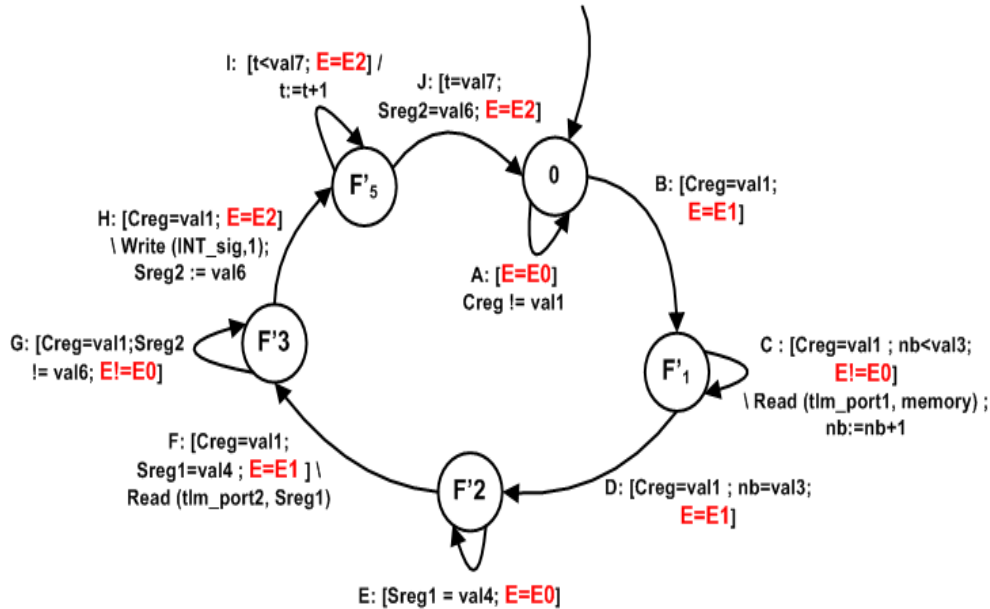 I:  [t<val7; E=E2] /
t:=t+1
J: [t=val7;
Sreg2=val6; E=E2]
F'5
0
B: [Creg=val1;
E=E1]
H: [Creg=val1; E=E2]
\ Write (INT_sig,1);
Sreg2 := val6
A: [E=E0]
Creg != val1
G: [Creg=val1;Sreg2
!= val6; E!=E0]
F'3
F'1
C : [Creg=val1 ; nb<val3;
E!=E0]
\ Read (tlm_port1, memory) ;
nb:=nb+1
F: [Creg=val1;
Sreg1=val4 ; E=E1 ] \
Read (tlm_port2, Sreg1)
F'2
D: [Creg=val1 ; nb=val3;
E=E1]
E: [Sreg1 = val4; E=E0]